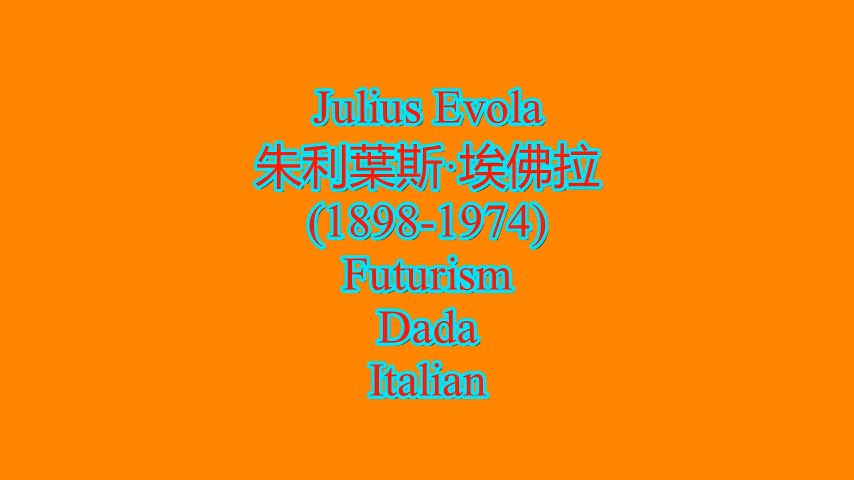 Julius Evola
朱利葉斯·埃佛拉
(1898-1974)
Futurism
Dada
Italian